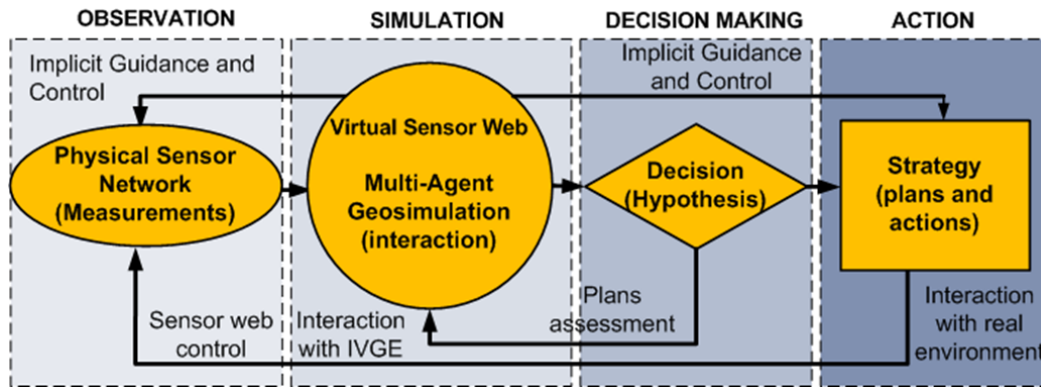 OBSERVATION
SIMULATION
DECISION MAKING
ACTION
Implicit Guidance and
Control
Implicit Guidance
and Control
Physical Sensor
Network
(Measurements)
Virtual Sensor Web
Multi-Agent
Geosimulation
(interaction)
Decision
(Hypothesis)
Strategy
(plans and
actions)
Sensor web
control
Interaction
with IVGE
Plans
assessment
Interaction
with real
environment